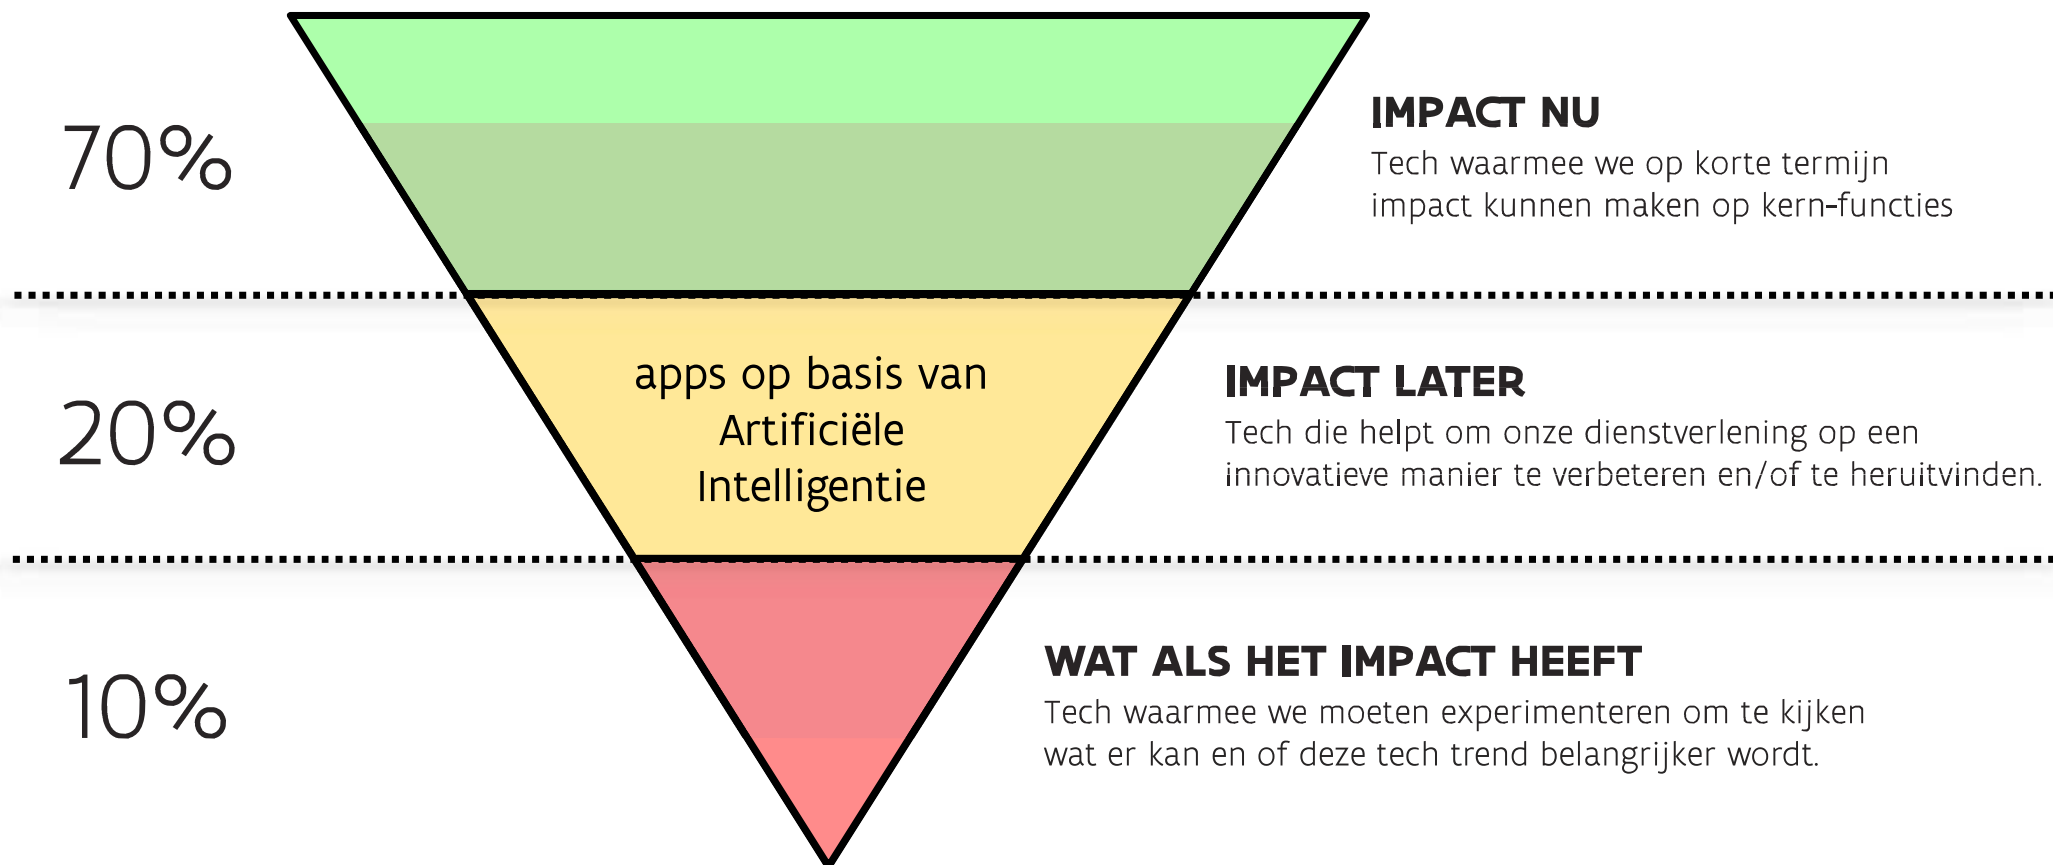 70%
IMPACT NU
Tech waarmee we op korte termijn
impact kunnen maken op kern-functies
20%
apps op basis van
Artificiële
Intelligentie
IMPACT LATER
Tech die helpt om onze dienstverlening op een
innovatieve manier te verbeteren en/of te heruitvinden.
10%
WAT ALS HET IMPACT HEEFT
Tech waarmee we moeten experimenteren om te kijken
wat er kan en of deze tech trend belangrijker wordt.